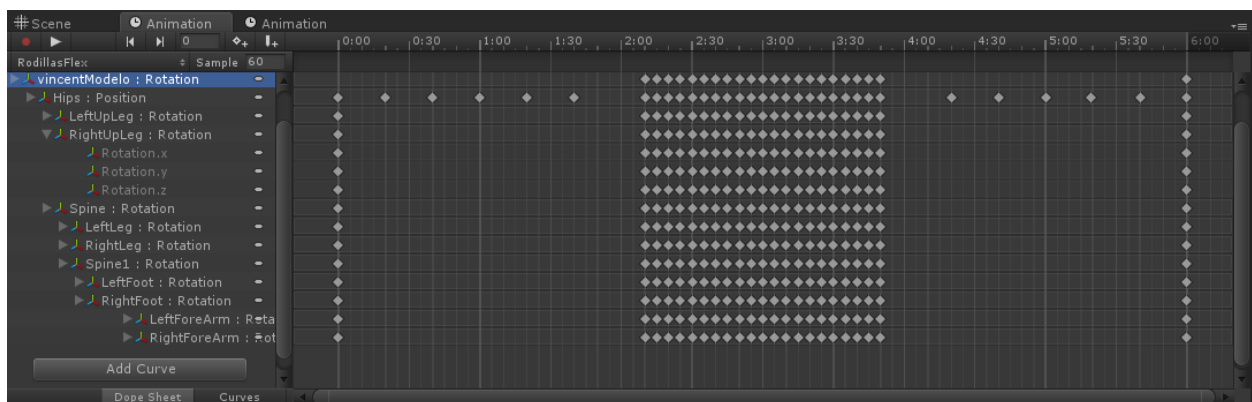 Scene Animation Animation
0 0:00 0:30 1:00 1:30 2:00 2:30 3:00 3:30 4:00 4:30 5:00 5:30 6:00
RodillasFlex Sample 60
vincentModelo : Rotation
Hips : Position
LeftUpLeg : Rotation
RightUpLeg : Rotation
Rotation.x
Rotation.y
Rotation.z
Spine : Rotation
LeftLeg : Rotation
RightLeg : Rotation
Spine1 : Rotation
LeftFoot : Rotation
RightFoot : Rotation
LeftForeArm : Rota
RightForeArm : Rot
Add Curve
Dope Sheet Curves